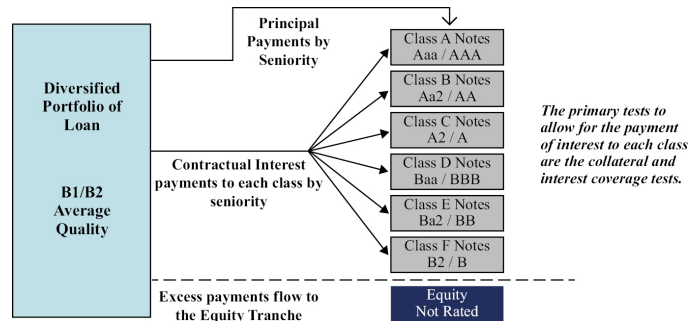 Diversified
Portfolio of
Loan
B1/B2
Average
Quality
Principal
Payments by
Seniority
Contractual Interest
payments to each class by
seniority
Excess payments flow to
the Equity Tranche
Class A Notes
Aaa / AAA
Class B Notes
Aa2 / AA
Class C Notes
A2 / A
Class D Notes
Baa / BBB
Class E Notes
Ba2 / BB
Class F Notes
B2 / B
Equity
Not Rated
The primary tests to
allow for the payment
of interest to each class
are the collateral and
interest coverage tests.